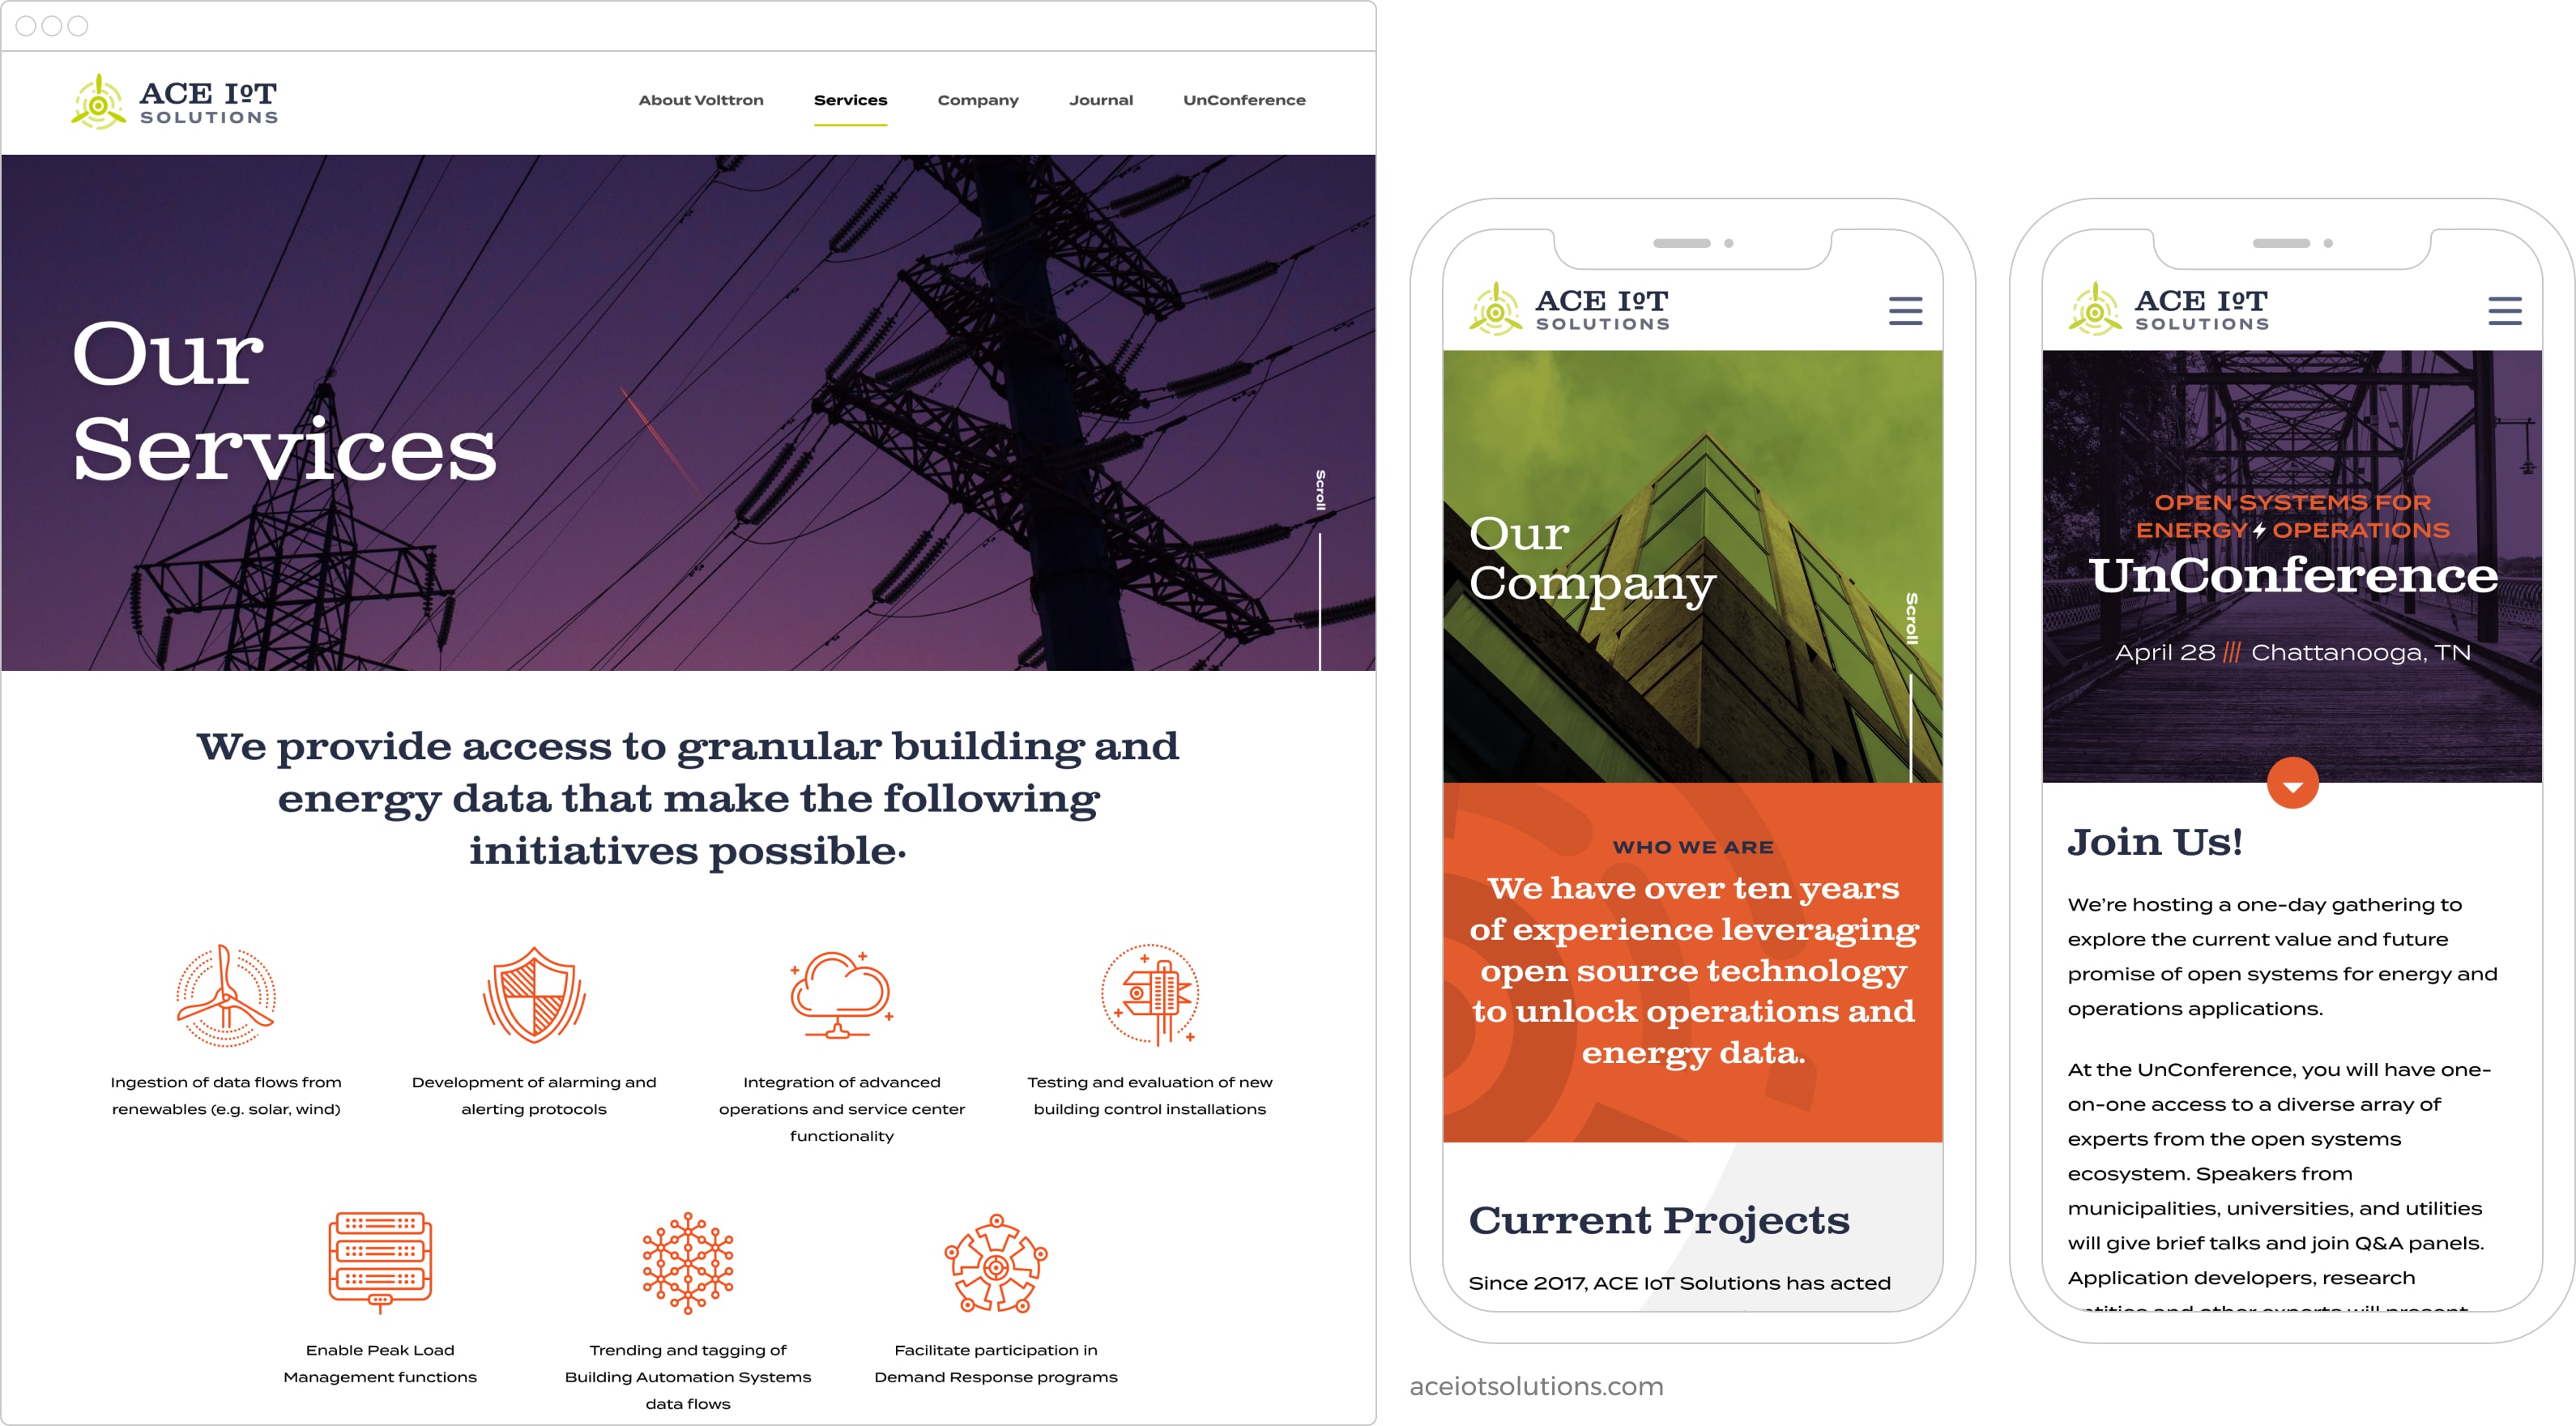 ACE IoT
SOLUTIONS
About Volttron
Services
Company
Journal
UnConference
Our
Services
Scroll
We provide access to granular building and
energy data that make the following
initiatives possible.
Ingestion of data flows from
renewables (e.g. solar, wind)
Development of alarming and
alerting protocols
Integration of advanced
operations and service center
functionality
Testing and evaluation of new
building control installations
Enable Peak Load
Management functions
Trending and tagging of
Building Automation Systems
data flows
Facilitate participation in
Demand Response programs
ACE IoT
SOLUTIONS
Our
Company
Scroll
WHO WE ARE
We have over ten years
of experience leveraging
open source technology
to unlock operations and
energy data.
Current Projects
Since 2017, ACE IoT Solutions has acted
ACE IoT
SOLUTIONS
OPEN SYSTEMS FOR
ENERGY OPERATIONS
UnConference
April 28 /// Chattanooga, TN
Join Us!
We’re hosting a one-day gathering to
explore the current value and future
promise of open systems for energy and
operations applications.
At the UnConference, you will have one-
on-one access to a diverse array of
experts from the open systems
ecosystem. Speakers from
municipalities, universities, and utilities
will give brief talks and join Q&A panels.
Application developers, research
and other experts will present
aceiotsolutions.com